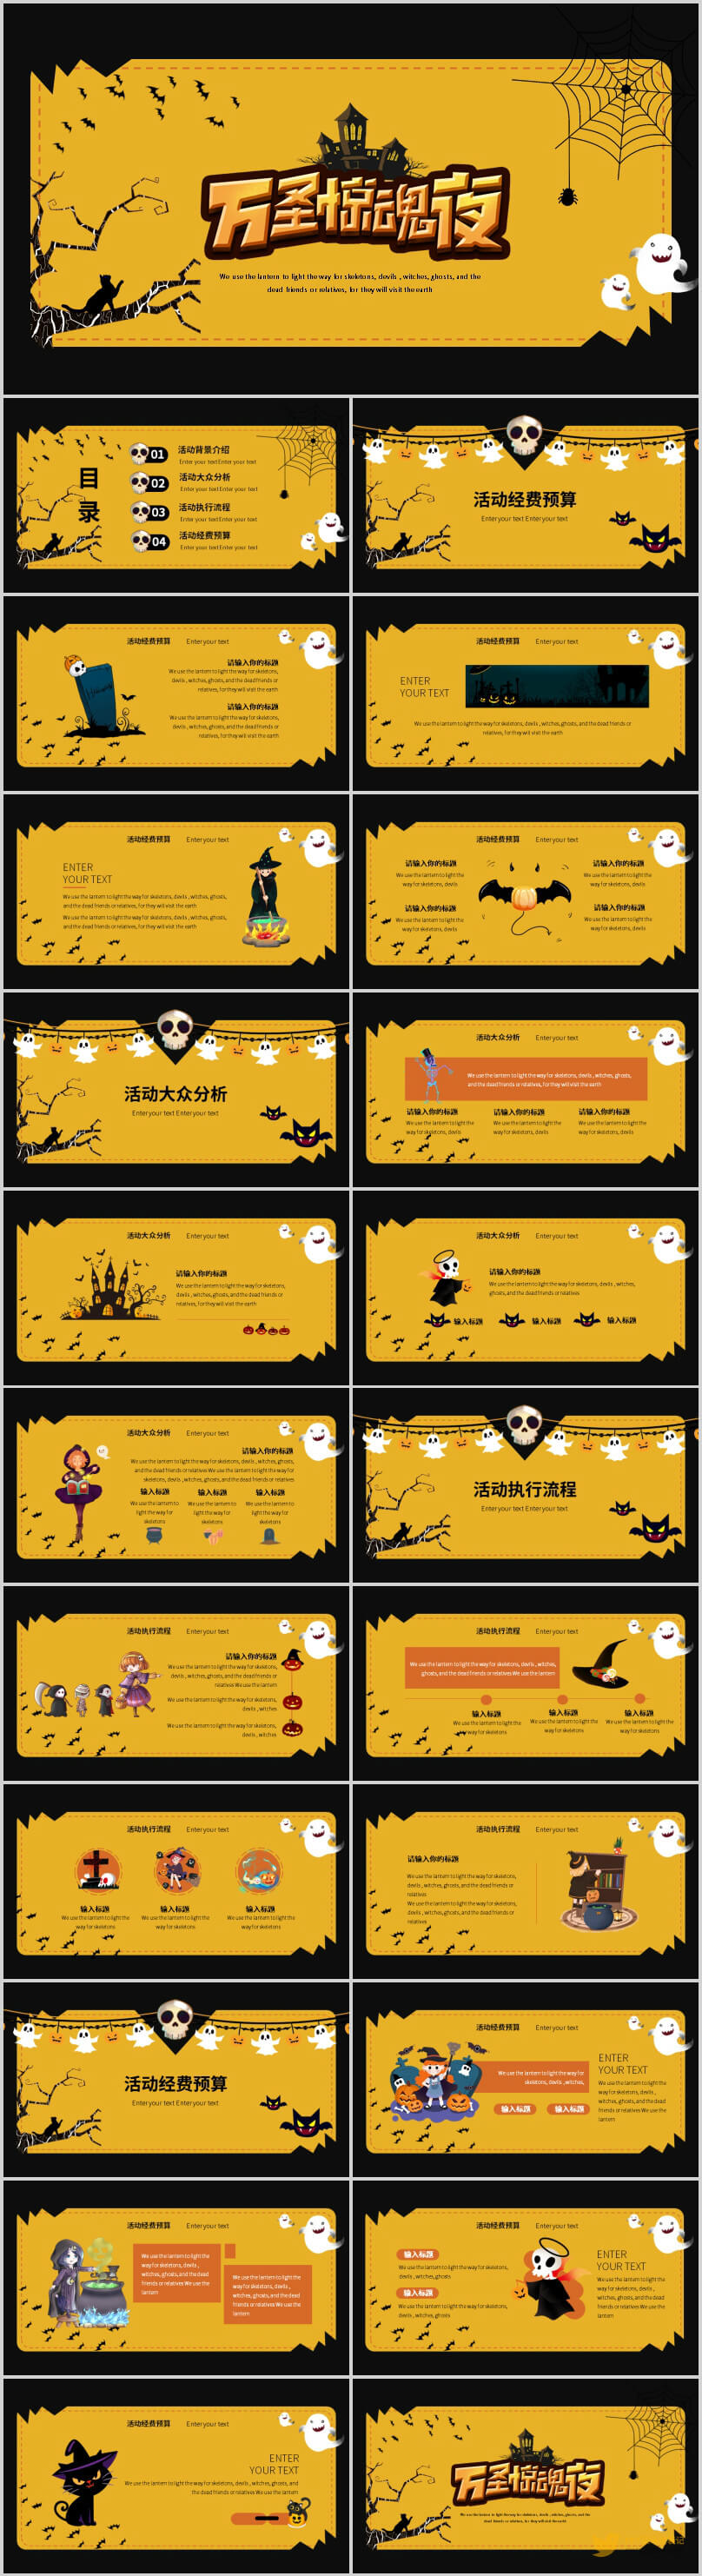 万圣惊魂夜
We use the lantern to light the way for skeletons, devils , witches, ghosts, and the
dead friends or relatives, for they will visit the earth
目
录
01
活动背景介绍
Enter your text Enter your text
02
活动大众分析
Enter your text Enter your text
03
活动执行流程
Enter your text Enter your text
04
活动经费预算
Enter your text Enter your text
活动经费预算
Enter your text Enter your text
活动经费预算 Enter your text
请输入你的标题
We use the lantern to light the way for skeletons,
devils , witches, ghosts, and the dead friends or
relatives, for they will visit the earth
请输入你的标题
We use the lantern to light the way for skeletons,
devils , witches, ghosts, and the dead friends or
relatives, for they will visit the earth
活动经费预算 Enter your text
ENTER
YOUR TEXT
We use the lantern to light the way for skeletons, devils , witches, ghosts, and the dead friends or
relatives, for they will visit the earth
活动经费预算 Enter your text
ENTER
YOUR TEXT
We use the lantern to light the way for skeletons, devils , witches, ghosts,
and the dead friends or relatives, for they will visit the earth
We use the lantern to light the way for skeletons, devils , witches, ghosts,
and the dead friends or relatives, for they will visit the earth
活动经费预算 Enter your text
请输入你的标题
We use the lantern to light the
way for skeletons, devils
请输入你的标题
We use the lantern to light the
way for skeletons, devils
请输入你的标题
We use the lantern to light the
way for skeletons, devils
请输入你的标题
We use the lantern to light the
way for skeletons, devils
活动大众分析
Enter your text Enter your text
活动大众分析 Enter your text
We use the lantern to light the way for skeletons, devils , witches, ghosts,
and the dead friends or relatives, for they will visit the earth
请输入你的标题
We use the lantern to light the
way for skeletons, devils
请输入你的标题
We use the lantern to light the
way for skeletons, devils
请输入你的标题
We use the lantern to light the
way for skeletons, devils
活动大众分析 Enter your text
请输入你的标题
We use the lantern to light the way for skeletons,
devils , witches, ghosts, and the dead friends or
relatives, for they will visit the earth
活动大众分析 Enter your text
请输入你的标题
We use the lantern to light the way for skeletons, devils , witches,
ghosts, and the dead friends or relatives
输入标题
输入标题
输入标题
活动大众分析 Enter your text
请输入你的标题
We use the lantern to light the way for skeletons, devils , witches, ghosts,
and the dead friends or relatives We use the lantern to light the way for
skeletons, devils , witches, ghosts, and the dead friends or relatives
输入标题
We use the lantern to
light the way for
skeletons
输入标题
We use the lantern to
light the way for
skeletons
输入标题
We use the lantern to
light the way for
skeletons
活动执行流程
Enter your text Enter your text
活动执行流程 Enter your text
请输入你的标题
We use the lantern to light the way for skeletons,
devils , witches, ghosts, and the dead friends or
relatives We use the lantern
We use the lantern to light the way for skeletons,
devils , witches
We use the lantern to light the way for skeletons,
devils , witches
活动执行流程 Enter your text
We use the lantern to light the way for skeletons, devils , witches,
ghosts, and the dead friends or relatives We use the lantern
输入标题
We use the lantern to light the
way for skeletons
输入标题
We use the lantern to light the
way for skeletons
输入标题
We use the lantern to light the
way for skeletons
活动执行流程 Enter your text
输入标题
We use the lantern to light the
way for skeletons
输入标题
We use the lantern to light the
way for skeletons
输入标题
We use the lantern to light the
way for skeletons
活动执行流程 Enter your text
请输入你的标题
We use the lantern to light the way for skeletons,
devils , witches, ghosts, and the dead friends or
relatives
We use the lantern to light the way for skeletons,
devils , witches, ghosts, and the dead friends or
relatives
活动经费预算
Enter your text Enter your text
活动经费预算 Enter your text
We use the lantern to light the way for
skeletons, devils , witches,
输入标题
输入标题
ENTER
YOUR TEXT
We use the lantern to light the
way for skeletons, devils ,
witches, ghosts, and the dead
friends or relatives We use the
lantern
活动经费预算 Enter your text
We use the lantern to light the
way for skeletons, devils ,
witches, ghosts, and the dead
friends or relatives We use the
lantern
We use the lantern to light the
way for skeletons, devils ,
witches, ghosts, and the dead
friends or relatives We use the
lantern
活动经费预算 Enter your text
输入标题
We use the lantern to light the way for skeletons,
devils , witches, ghosts
输入标题
We use the lantern to light the way for skeletons,
devils , witches, ghosts
ENTER
YOUR TEXT
We use the lantern to light the
way for skeletons, devils ,
witches, ghosts, and the dead
friends or relatives We use the
lantern
活动经费预算 Enter your text
ENTER
YOUR TEXT
We use the lantern to light the way for skeletons, devils , witches, ghosts, and
the dead friends or relatives We use the lantern
万圣惊魂夜
We use the lantern to light the way for skeletons, devils , witches, ghosts, and the
dead friends or relatives, for they will visit the earth